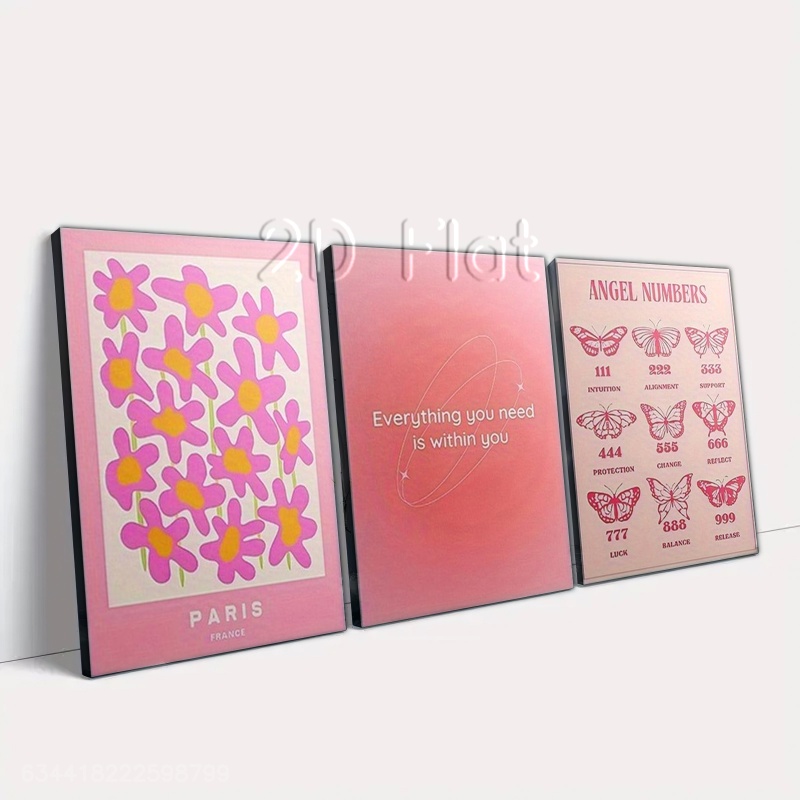 2D Flat
PARIS
FRANCE
Everything you need
is within you
ANGEL NUMBERS
111 222 333
INTUITION ALIGNMENT SUPPORT
444 555 666
PROTECTION CHANGE REFLECT
777 888 999
LUCK BALANCE RELEASE
634418222598799